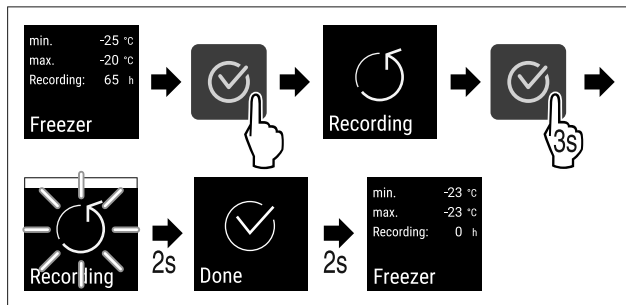 min. -25 °C
max. -20 °C
Recording: 65 h
Freezer
Recording
3s
Recording
2s
Done
2s
min. -23 °C
max. -23 °C
Recording: 0 h
Freezer